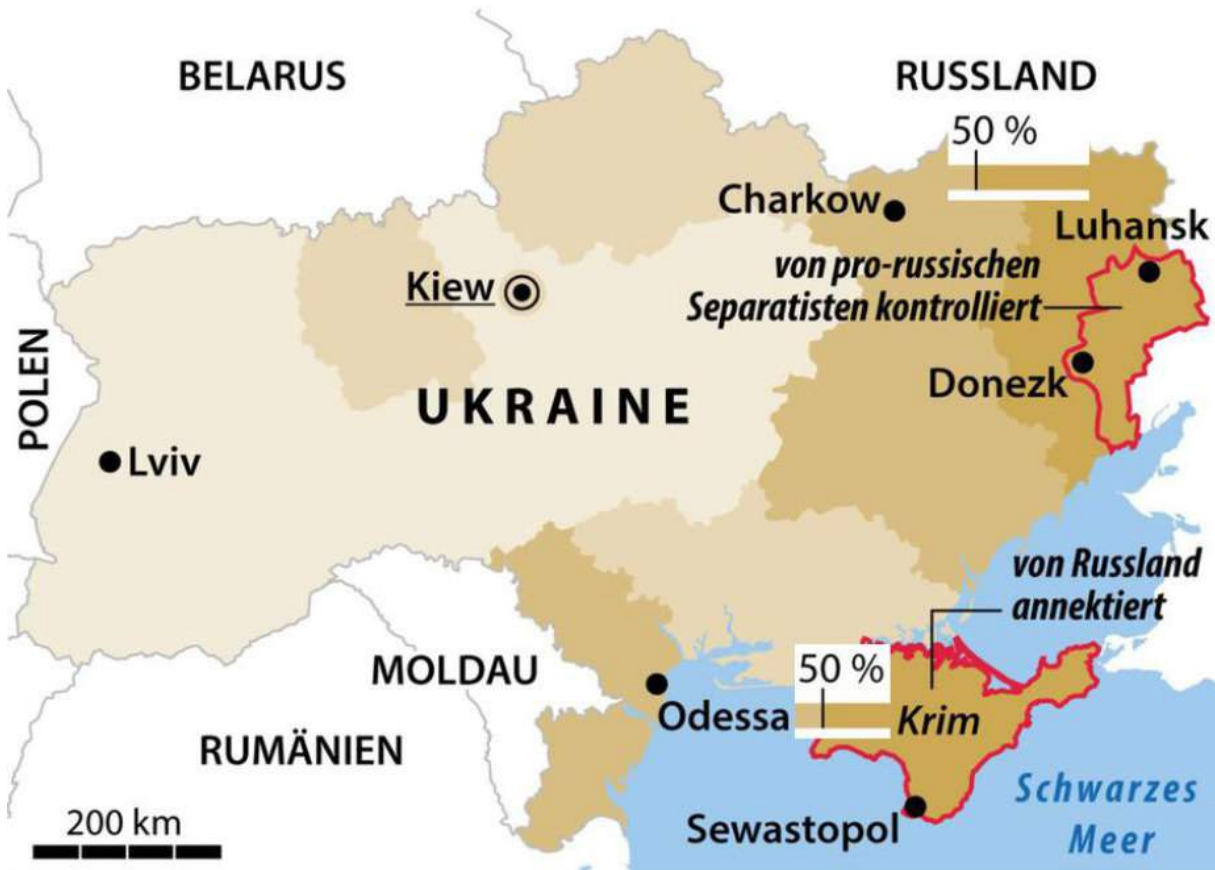 BELARUS
RUSSLAND
50 %
Charkow
Luhansk
von pro-russischen
Separatisten kontrolliert
Kiew
POLEN
Donezk
UKRAINE
Lviv
von Russland
annektiert
MOLDAU
50 %
Odessa
Krim
RUMÄNIEN
Schwarzes
Meer
200 km
Sewastopol